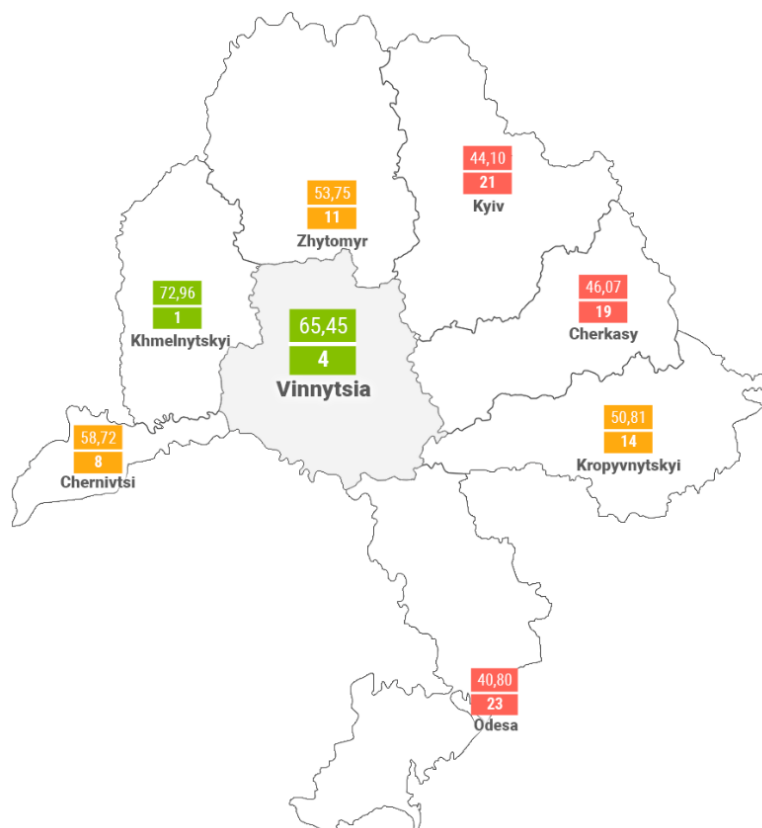 44,10
21
Kyiv
53,75
11
Zhytomyr
72,96
1
Khmelnytskyi
46,07
19
Cherkasy
65,45
4
Vinnytsia
58,72
8
Chernivtsi
50,81
14
Kropyvnytskyi
40,80
23
Odesa